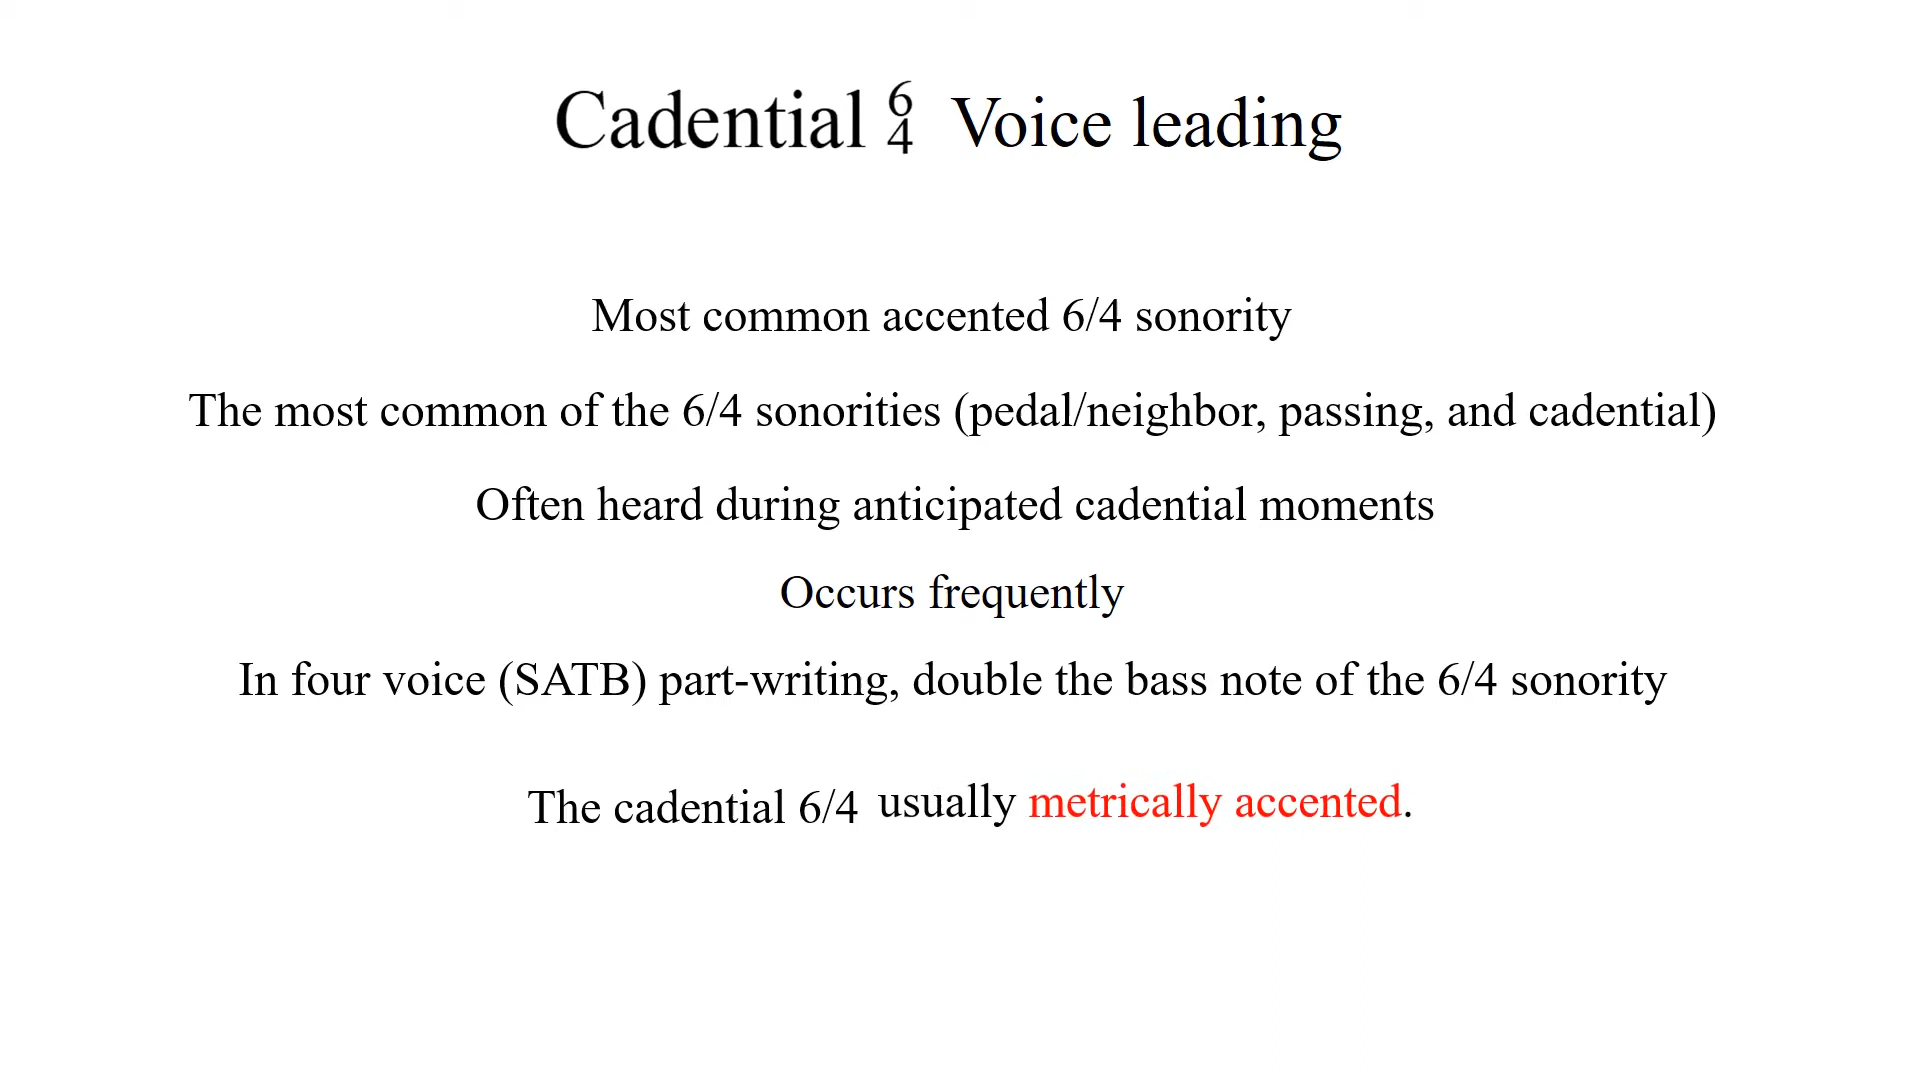 Cadential 6/4 Voice leading
Most common accented 6/4 sonority
The most common of the 6/4 sonorities (pedal/neighbor, passing, and cadential)
Often heard during anticipated cadential moments
Occurs frequently
In four voice (SATB) part-writing, double the bass note of the 6/4 sonority
The cadential 6/4 usually metrically accented.